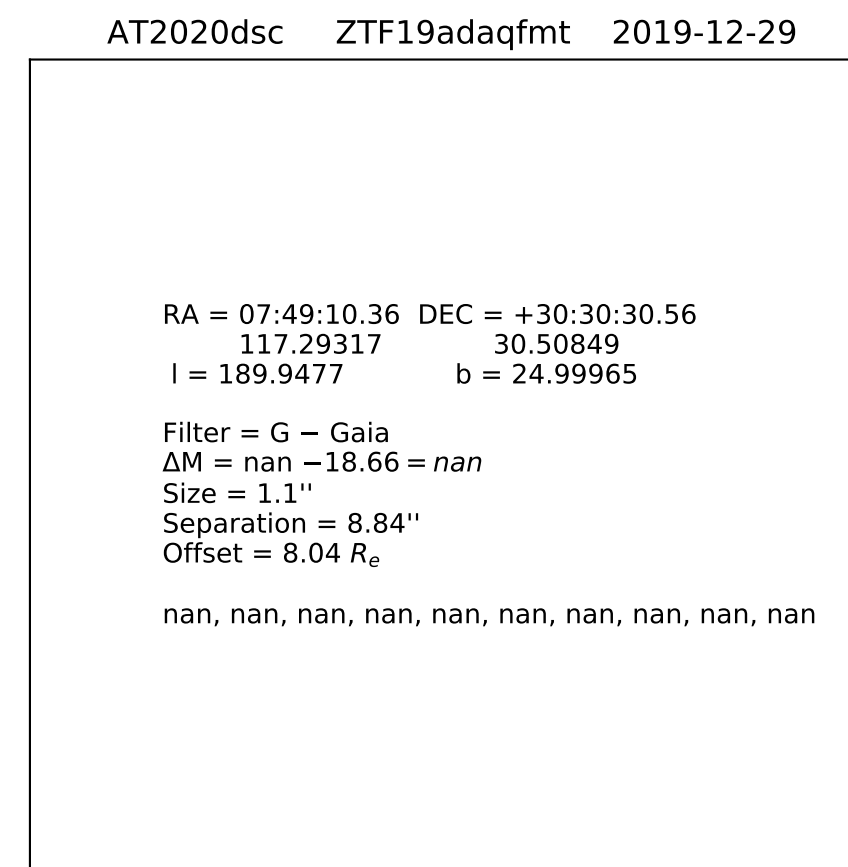 AT2020dsc ZTF19adaqfmt 2019-12-29
RA = 07:49:10.36 DEC = +30:30:30.56
117.29317 30.50849
l = 189.9477 b = 24.99965
Filter = G − Gaia
ΔM = nan −18.66 = nan
Size = 1.1''
Separation = 8.84''
Offset = 8.04 Re
nan, nan, nan, nan, nan, nan, nan, nan, nan, nan